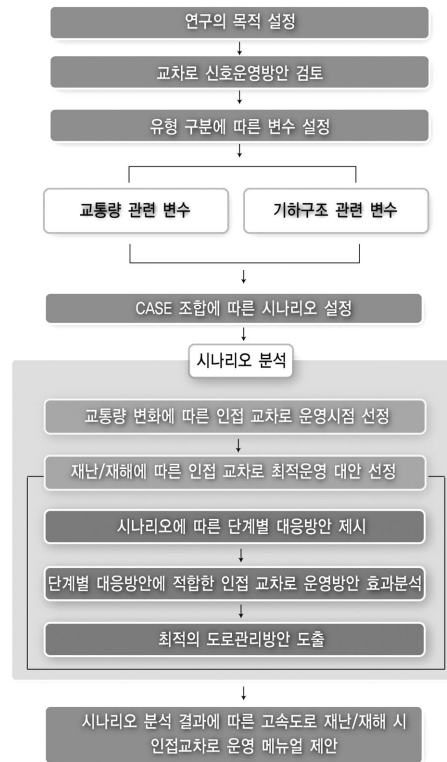 연구의 목적 설정
교차로 신호운영방안 검토
유형 구분에 따른 변수 설정
교통량 관련 변수
기하구조 관련 변수
CASE 조합에 따른 시나리오 설정
시나리오 분석
교통량 변화에 따른 인접 교차로 운영시점 선정
재난/재해에 따른 인접 교차로 최적운영 대안 선정
시나리오에 따른 단계별 대응방안 제시
단계별 대응방안에 적합한 인접 교차로 운영방안 효과분석
최적의 도로관리방안 도출
시나리오 분석 결과에 따른 고속도로 재난/재해 시
인접교차로 운영 메뉴얼 제안